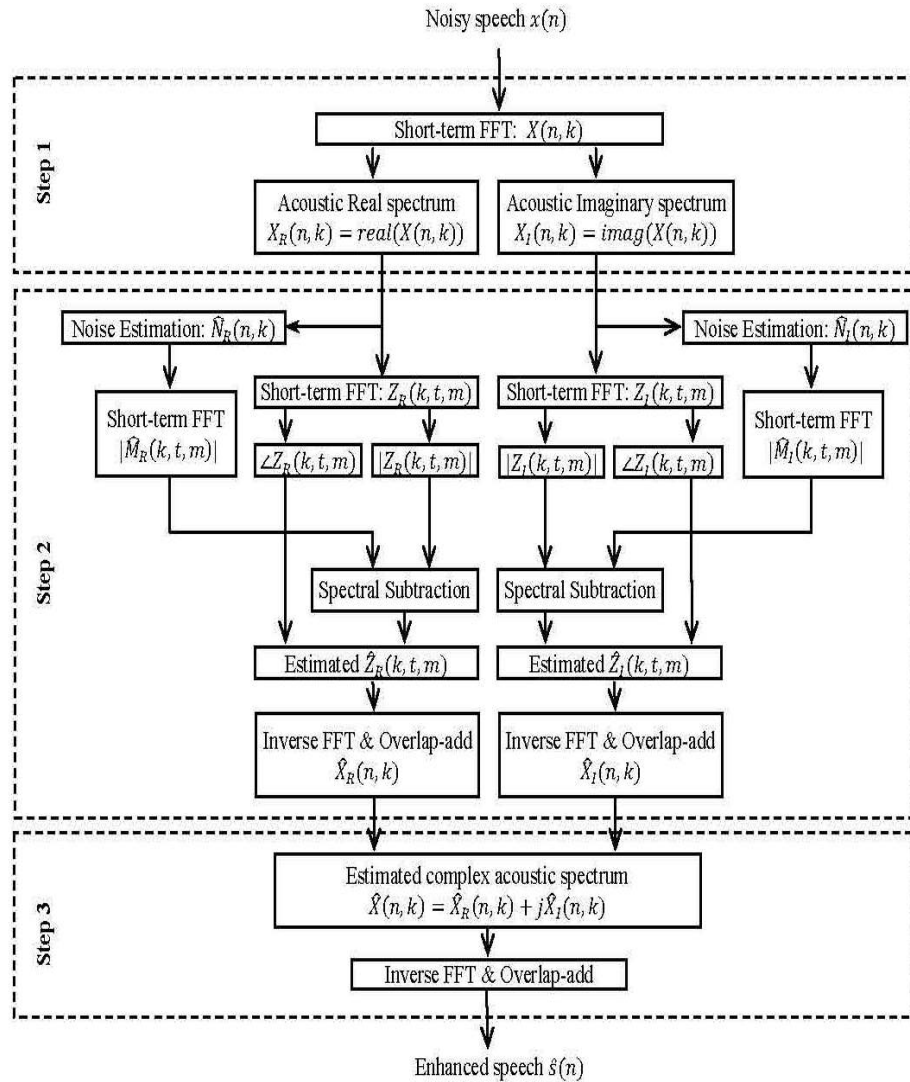 Noisy speech x(n)
Step 1
Short-term FFT: X(n, k)
Acoustic Real spectrum
X_R(n, k) = real(X(n, k))
Acoustic Imaginary spectrum
X_I(n, k) = imag(X(n, k))
Step 2
Noise Estimation: N̂_R(n, k)
Noise Estimation: N̂_I(n, k)
Short-term FFT
|M̂_R(k, t, m)|
Short-term FFT: Z_R(k, t, m)
Short-term FFT: Z_I(k, t, m)
Short-term FFT
|M̂_I(k, t, m)|
∠Z_R(k, t, m)
|Z_R(k, t, m)|
|Z_I(k, t, m)|
∠Z_I(k, t, m)
Spectral Subtraction
Spectral Subtraction
Estimated Ẑ_R(k, t, m)
Estimated Ẑ_I(k, t, m)
Inverse FFT & Overlap-add
X̂_R(n, k)
Inverse FFT & Overlap-add
X̂_I(n, k)
Step 3
Estimated complex acoustic spectrum
X̂(n, k) = X̂_R(n, k) + jX̂_I(n, k)
Inverse FFT & Overlap-add
Enhanced speech ŝ(n)